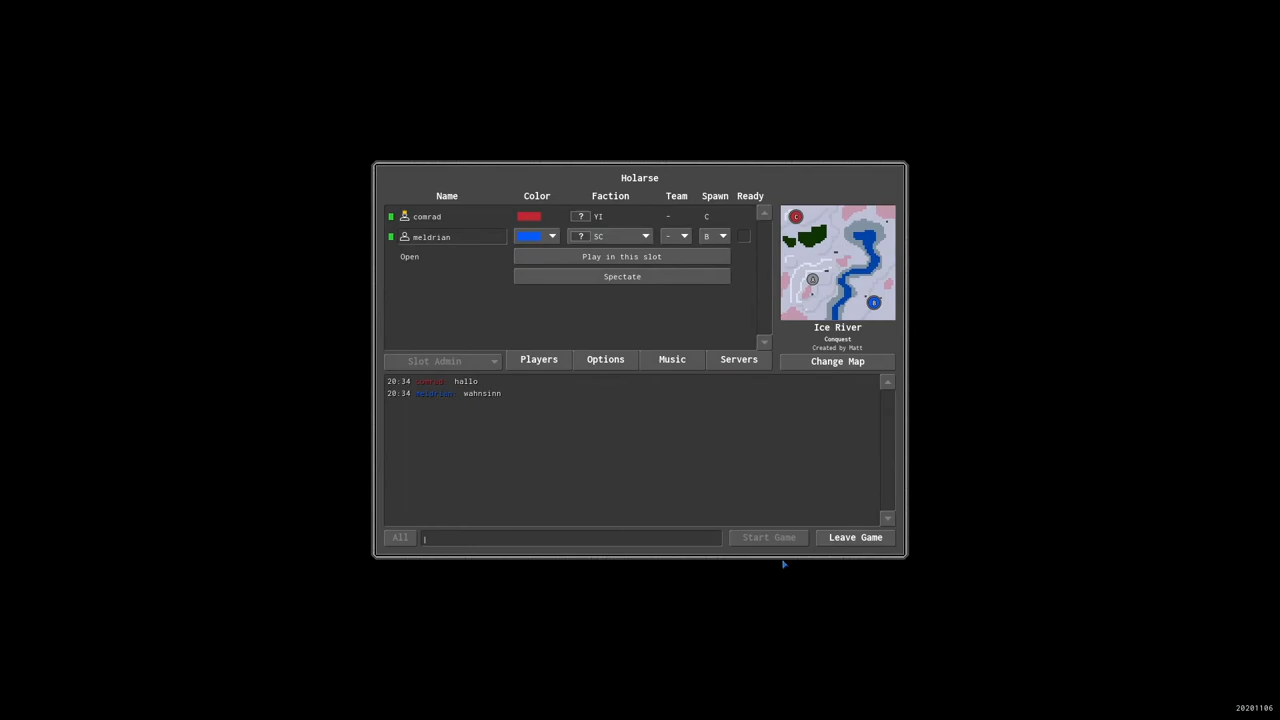 Holarse
Name Color Faction Team Spawn Ready
comrad ? YI - C
meldrian ? SC - B
Open Play in this slot
Spectate
C
A
B
Ice River
Conquest
Created by Matt
Slot Admin Players Options Music Servers Change Map
20:34 comrad: hallo
20:34 meldrian: wahnsinn
All Start Game Leave Game
20201106